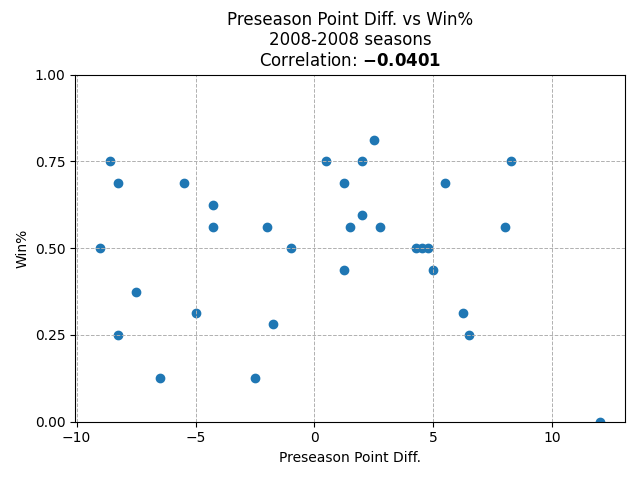 Preseason Point Diff. vs Win%
2008-2008 seasons
Correlation: −0.0401
1.00
0.75
0.50
0.25
0.00
Win%
−10
−5
0
5
10
Preseason Point Diff.